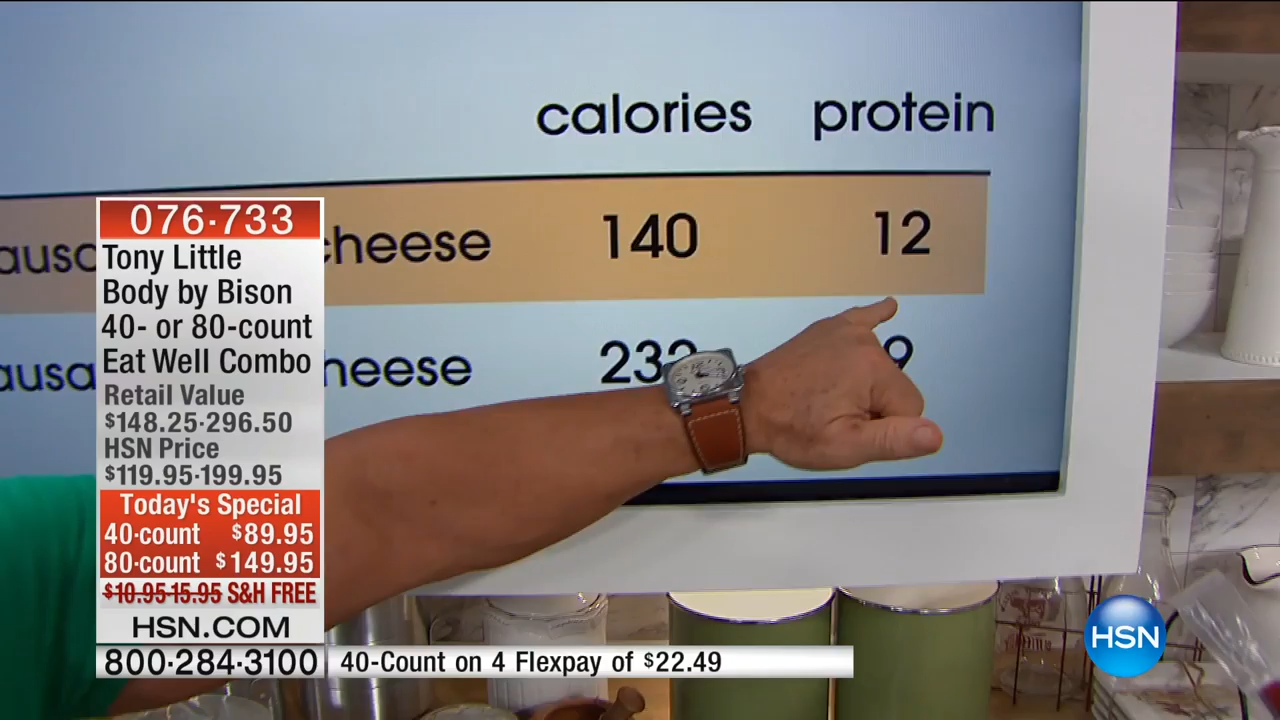 calories protein
cheese 140 12
076-733
Tony Little
Body by Bison
40- or 80-count
Eat Well Combo
Retail Value
$148.25-296.50
HSN Price
$119.95-199.95
Today's Special
40-count $89.95
80-count $149.95
$10.95-15.95 S&H FREE
HSN.COM
800-284-3100
40-Count on 4 Flexpay of $22.49
HSN